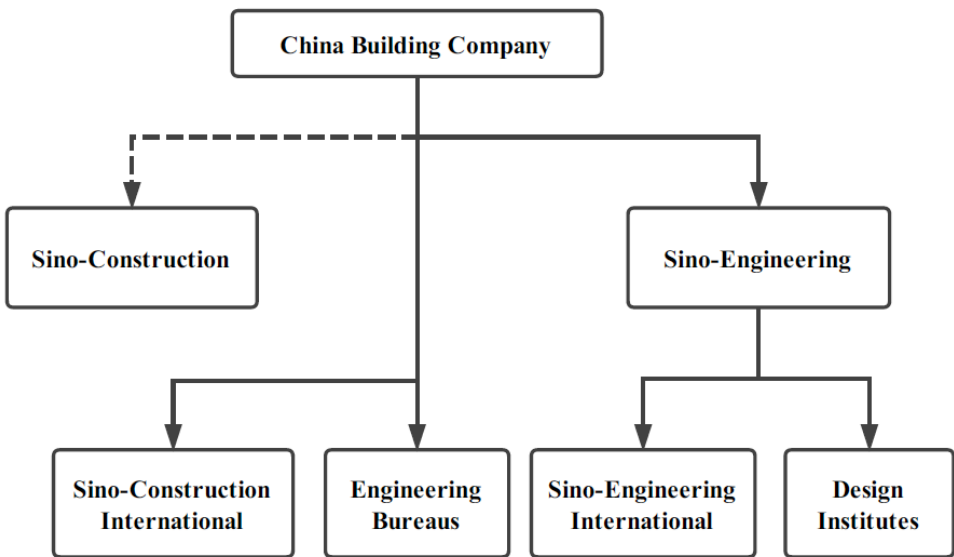 China Building Company
Sino-Construction
Sino-Engineering
Sino-Construction
International
Engineering
Bureaus
Sino-Engineering
International
Design
Institutes